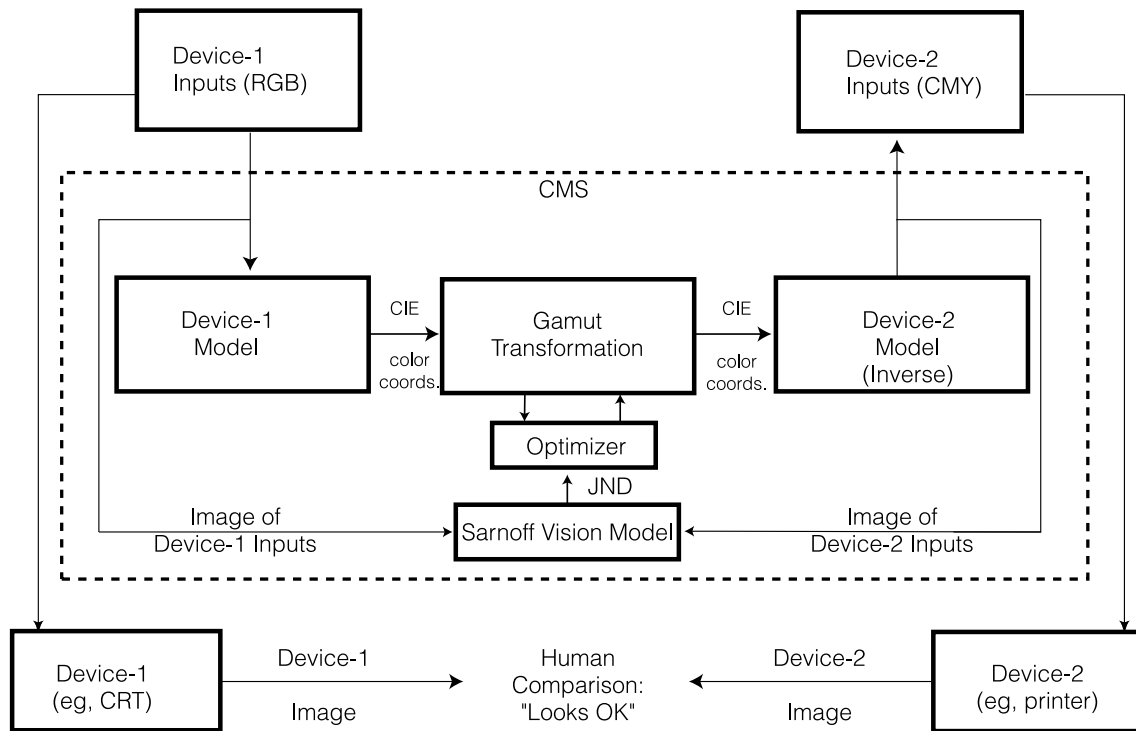 Device-1
Inputs (RGB)
Device-2
Inputs (CMY)
CMS
Device-1
Model
CIE
color
coords.
Gamut
Transformation
CIE
color
coords.
Device-2
Model
(Inverse)
Optimizer
JND
Image of
Device-1 Inputs
Sarnoff Vision Model
Image of
Device-2 Inputs
Device-1
(eg, CRT)
Device-1
Image
Human
Comparison:
"Looks OK"
Device-2
Image
Device-2
(eg, printer)